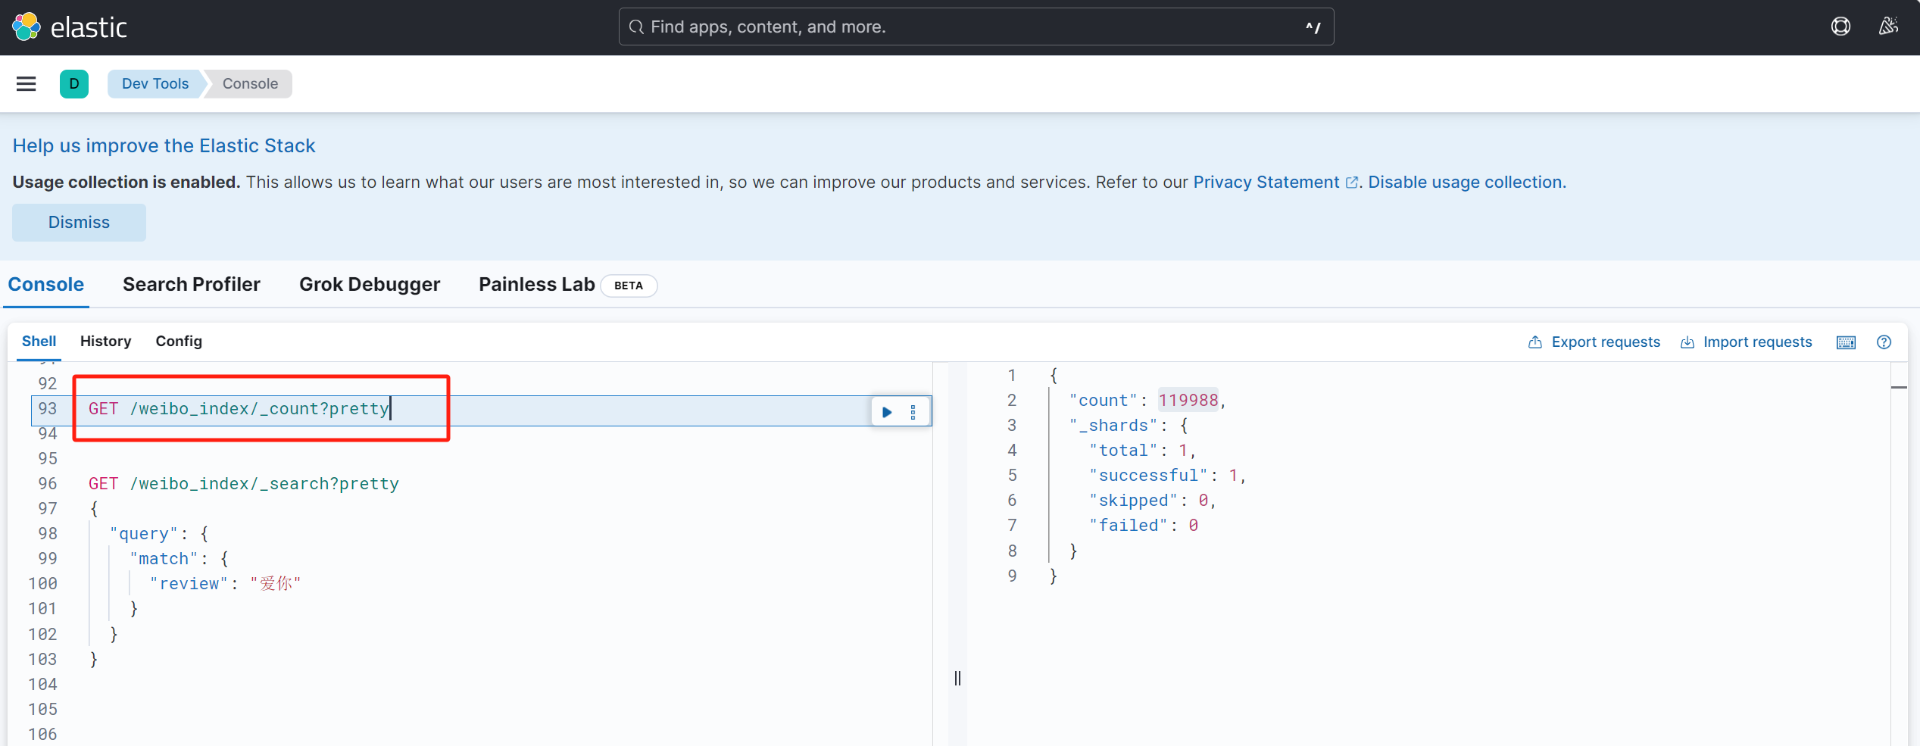 elastic
Find apps, content, and more.
^/
D
Dev Tools
Console
Help us improve the Elastic Stack
Usage collection is enabled. This allows us to learn what our users are most interested in, so we can improve our products and services. Refer to our Privacy Statement. Disable usage collection.
Dismiss
Console
Search Profiler
Grok Debugger
Painless Lab
BETA
Shell
History
Config
Export requests
Import requests
92
93 GET /weibo_index/_count?pretty
94
95
96 GET /weibo_index/_search?pretty
97 {
98 "query": {
99 "match": {
100 "review": "爱你"
101 }
102 }
103 }
104
105
106
1 {
2 "count": 119988,
3 "_shards": {
4 "total": 1,
5 "successful": 1,
6 "skipped": 0,
7 "failed": 0
8 }
9 }